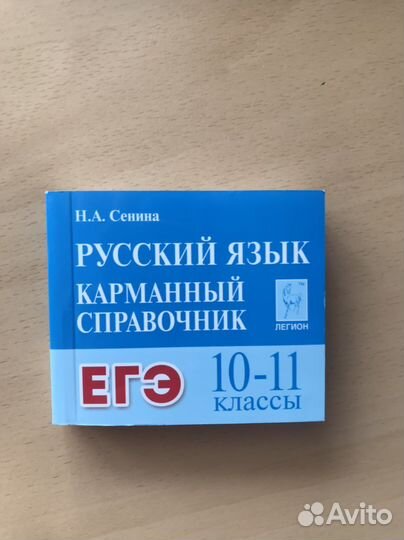 Н.А. Сенина
РУССКИЙ ЯЗЫК
КАРМАННЫЙ
СПРАВОЧНИК
ЛЕГИОН
ЕГЭ
10-11
классы
Avito